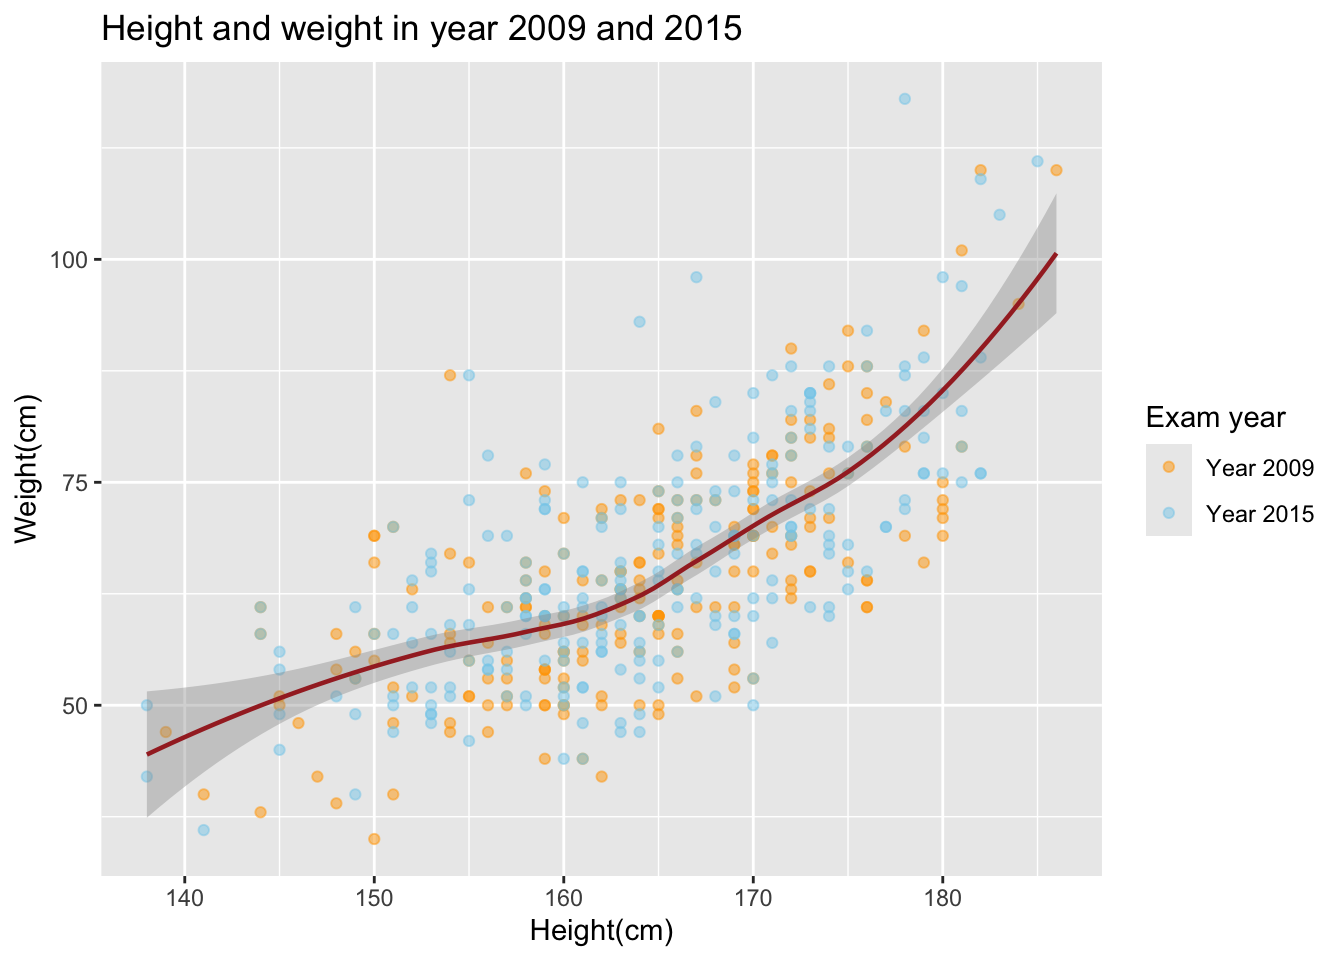 Height and weight in year 2009 and 2015
100
75
50
Weight(cm)
140 150 160 170 180
Height(cm)
Exam year
Year 2009
Year 2015